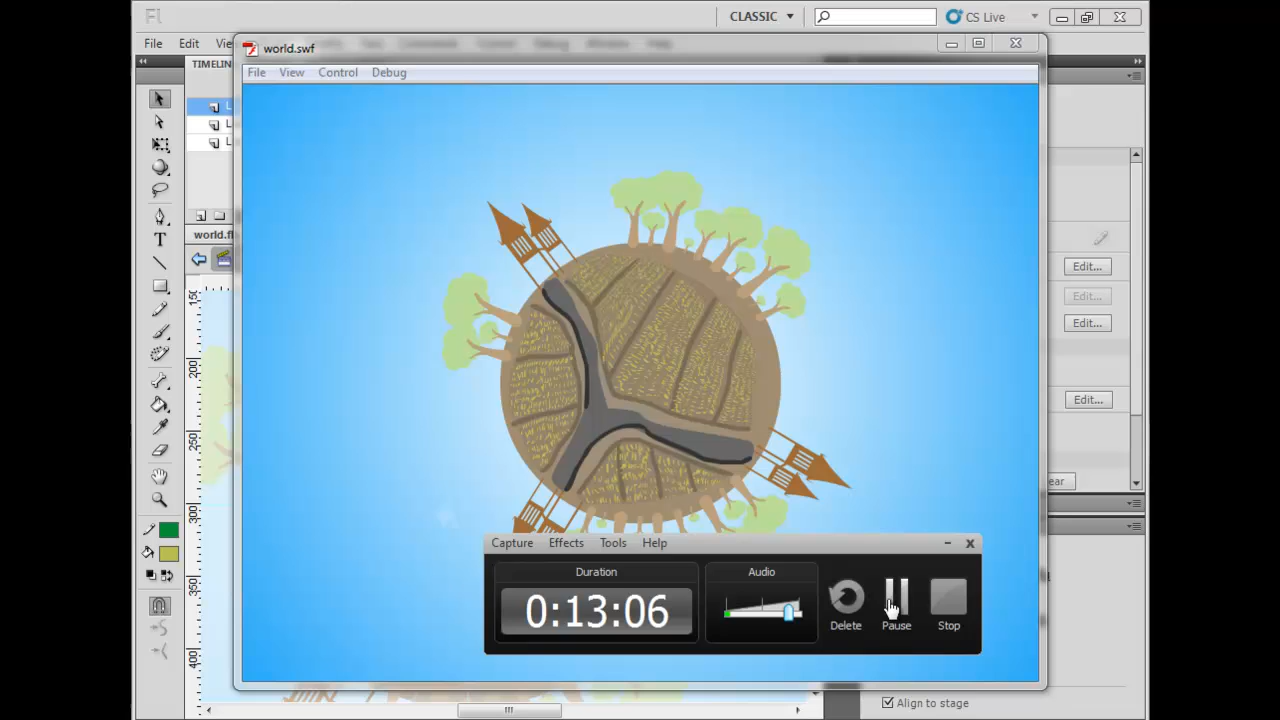 Fl
CLASSIC
CS Live
File Edit
world.swf
File View Control Debug
TIMELIN
L
L
L
T
world.fl
Edit...
Edit...
Edit...
Edit...
ear
200
250
300
350
400
Capture Effects Tools Help
Duration
Audio
0:13:06
Delete
Pause
Stop
Align to stage